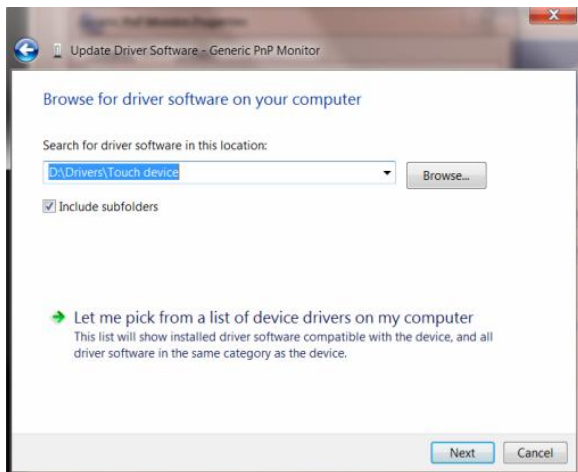 Update Driver Software - Generic PnP Monitor
Browse for driver software on your computer
Search for driver software in this location:
D:\Drivers\Touch device
Browse...
Include subfolders
Let me pick from a list of device drivers on my computer
This list will show installed driver software compatible with the device, and all
driver software in the same category as the device.
Next
Cancel